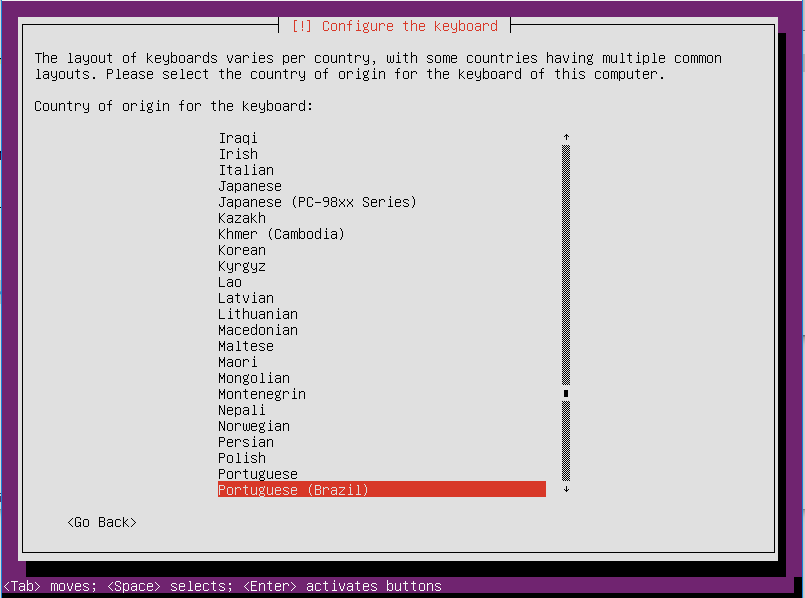 [!] Configure the keyboard
The layout of keyboards varies per country, with some countries having multiple common
layouts. Please select the country of origin for the keyboard of this computer.
Country of origin for the keyboard:
Iraqi
Irish
Italian
Japanese
Japanese (PC-98xx Series)
Kazakh
Khmer (Cambodia)
Korean
Kyrgyz
Lao
Latvian
Lithuanian
Macedonian
Maltese
Maori
Mongolian
Montenegrin
Nepali
Norwegian
Persian
Polish
Portuguese
Portuguese (Brazil)
<Go Back>
<Tab> moves; <Space> selects; <Enter> activates buttons